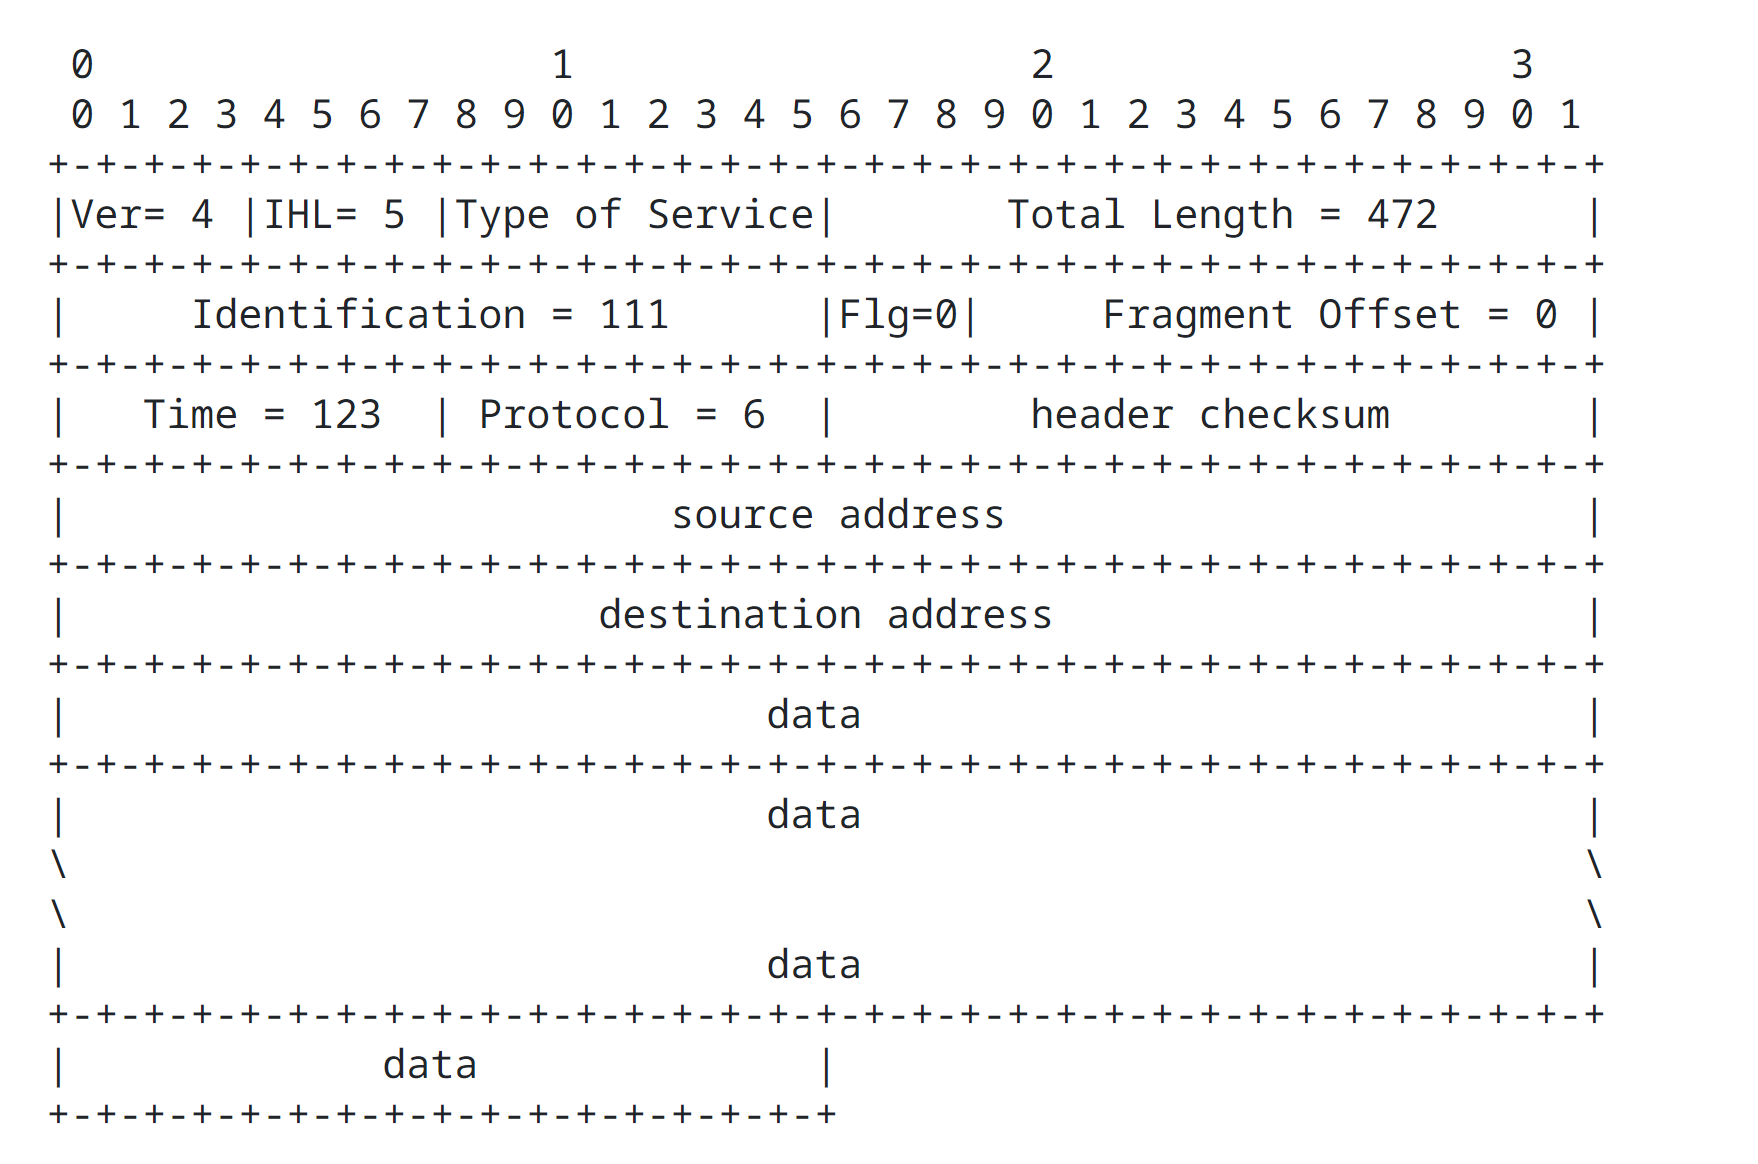 0                   1                   2                   3
 0 1 2 3 4 5 6 7 8 9 0 1 2 3 4 5 6 7 8 9 0 1 2 3 4 5 6 7 8 9 0 1
+-+-+-+-+-+-+-+-+-+-+-+-+-+-+-+-+-+-+-+-+-+-+-+-+-+-+-+-+-+-+-+-+
|Ver= 4 |IHL= 5 |Type of Service|       Total Length = 472      |
+-+-+-+-+-+-+-+-+-+-+-+-+-+-+-+-+-+-+-+-+-+-+-+-+-+-+-+-+-+-+-+-+
|     Identification = 111      |Flg=0|     Fragment Offset = 0 |
+-+-+-+-+-+-+-+-+-+-+-+-+-+-+-+-+-+-+-+-+-+-+-+-+-+-+-+-+-+-+-+-+
|   Time = 123  | Protocol = 6  |        header checksum        |
+-+-+-+-+-+-+-+-+-+-+-+-+-+-+-+-+-+-+-+-+-+-+-+-+-+-+-+-+-+-+-+-+
|                         source address                        |
+-+-+-+-+-+-+-+-+-+-+-+-+-+-+-+-+-+-+-+-+-+-+-+-+-+-+-+-+-+-+-+-+
|                      destination address                      |
+-+-+-+-+-+-+-+-+-+-+-+-+-+-+-+-+-+-+-+-+-+-+-+-+-+-+-+-+-+-+-+-+
|                             data                              |
+-+-+-+-+-+-+-+-+-+-+-+-+-+-+-+-+-+-+-+-+-+-+-+-+-+-+-+-+-+-+-+-+
|                             data                              |
\                                                               \
\                                                               \
|                             data                              |
+-+-+-+-+-+-+-+-+-+-+-+-+-+-+-+-+-+-+-+-+-+-+-+-+-+-+-+-+-+-+-+-+
|             data              |
+-+-+-+-+-+-+-+-+-+-+-+-+-+-+-+-+